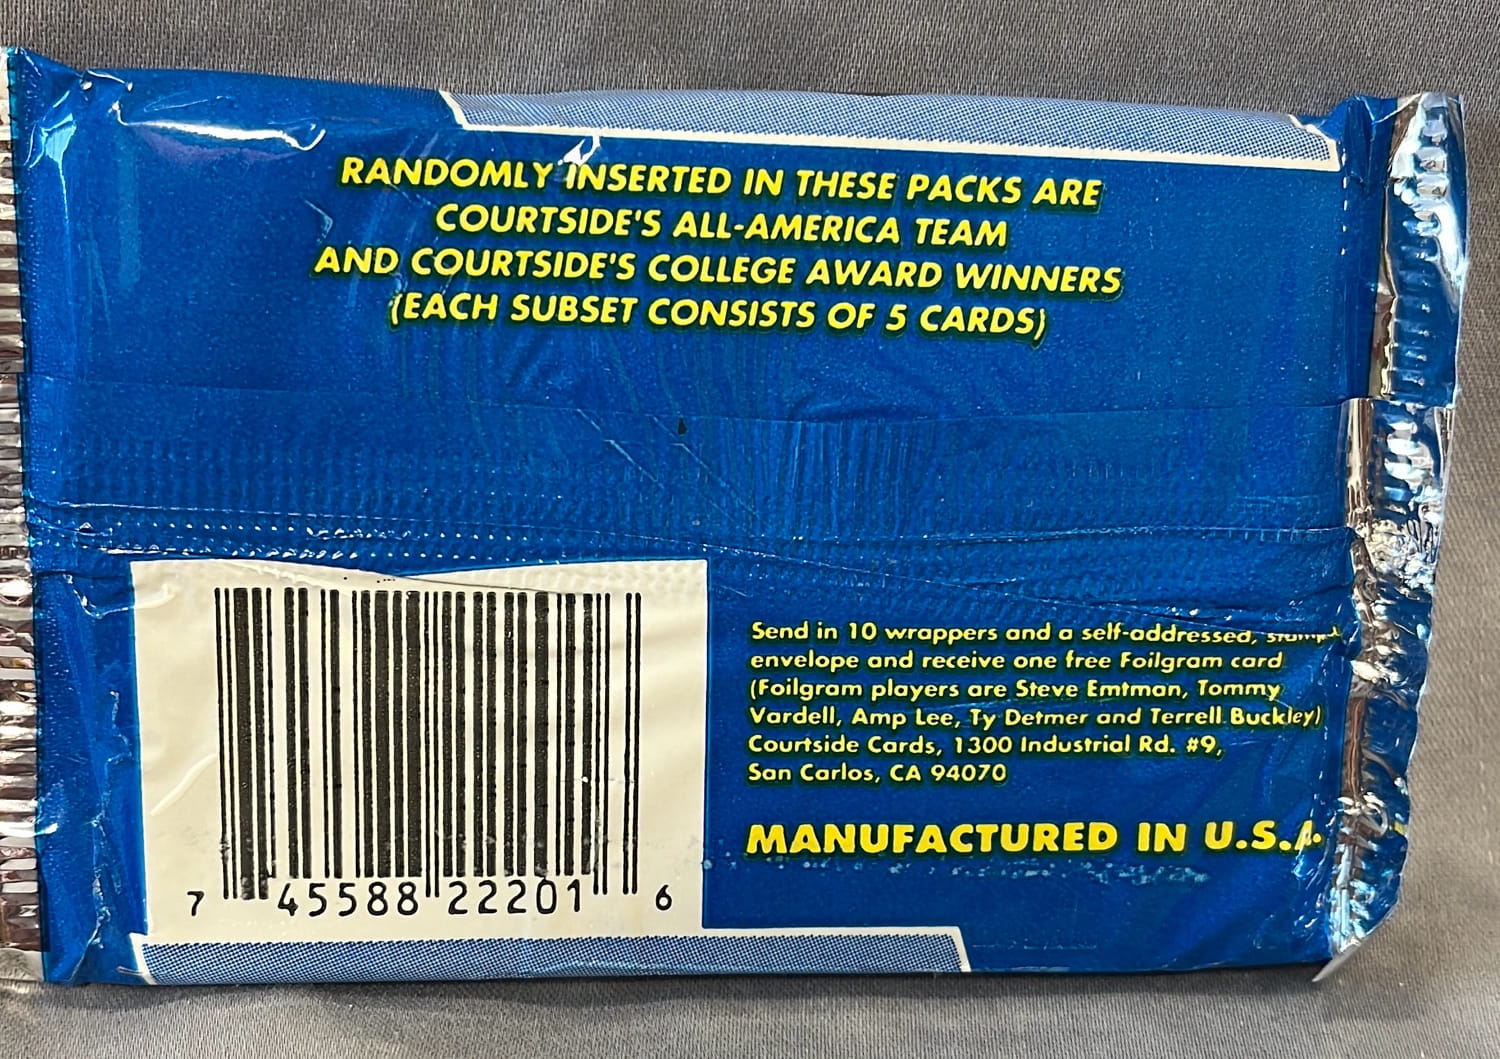 RANDOMLY INSERTED IN THESE PACKS ARE
COURTSIDE'S ALL-AMERICA TEAM
AND COURTSIDE'S COLLEGE AWARD WINNERS
(EACH SUBSET CONSISTS OF 5 CARDS)
Send in 10 wrappers and a self-addressed,
envelope and receive one free Foilgram card
(Foilgram players are Steve Emtman, Tommy
Vardell, Amp Lee, Ty Detmer and Terrell Buckley)
Courtside Cards, 1300 Industrial Rd. #9,
San Carlos, CA 94070
MANUFACTURED IN U.S.A.
7 45588 22201 6